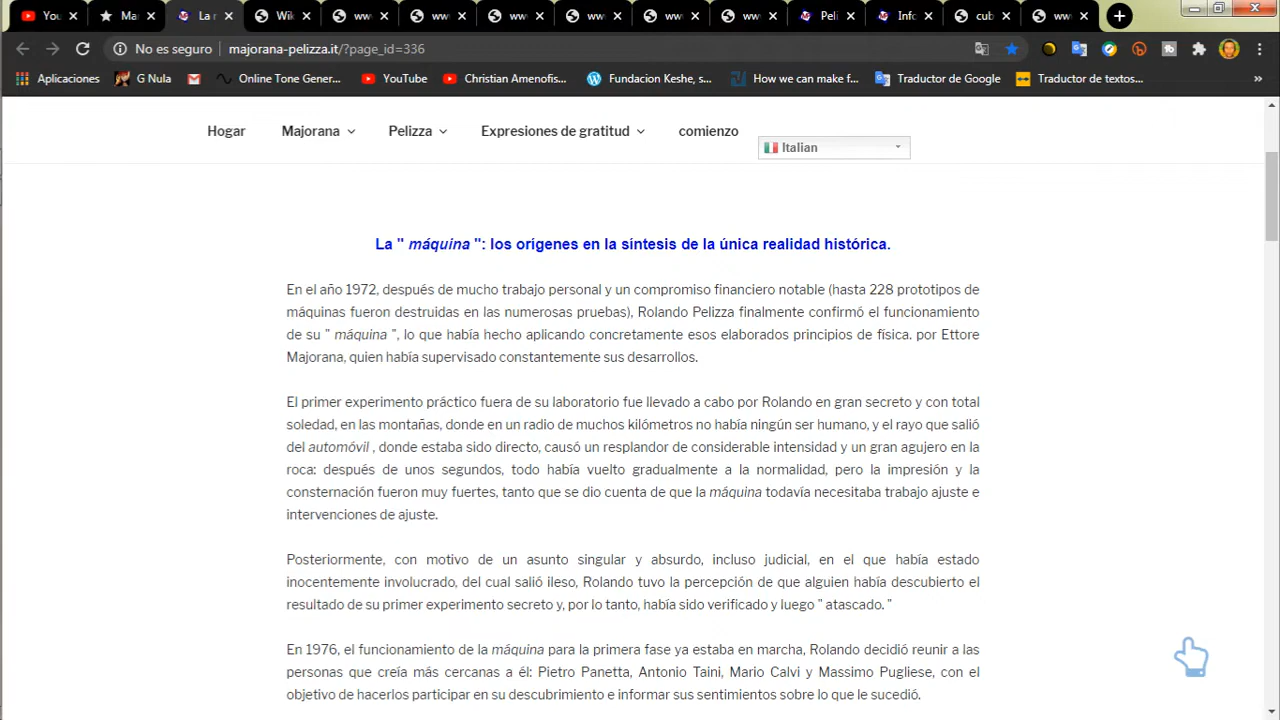 You
Ma
La r
Wik
ww
ww
ww
ww
ww
ww
Peli
Info
cub
ww
No es seguro
majorana-pelizza.it/?page_id=336
Aplicaciones
G Nula
Online Tone Gener...
YouTube
Christian Amenofis...
Fundacion Keshe, s...
How we can make f...
Traductor de Google
Traductor de textos...
»
Hogar
Majorana
Pelizza
Expresiones de gratitud
comienzo
Italian
La " máquina ": los orígenes en la síntesis de la única realidad histórica.
En el año 1972, después de mucho trabajo personal y un compromiso financiero notable (hasta 228 prototipos de
máquinas fueron destruidas en las numerosas pruebas), Rolando Pelizza finalmente confirmó el funcionamiento
de su " máquina ", lo que había hecho aplicando concretamente esos elaborados principios de física. por Ettore
Majorana, quien había supervisado constantemente sus desarrollos.
El primer experimento práctico fuera de su laboratorio fue llevado a cabo por Rolando en gran secreto y con total
soledad, en las montañas, donde en un radio de muchos kilómetros no había ningún ser humano, y el rayo que salió
del automóvil , donde estaba sido directo, causó un resplandor de considerable intensidad y un gran agujero en la
roca: después de unos segundos, todo había vuelto gradualmente a la normalidad, pero la impresión y la
consternación fueron muy fuertes, tanto que se dio cuenta de que la máquina todavía necesitaba trabajo ajuste e
intervenciones de ajuste.
Posteriormente, con motivo de un asunto singular y absurdo, incluso judicial, en el que había estado
inocentemente involucrado, del cual salió ileso, Rolando tuvo la percepción de que alguien había descubierto el
resultado de su primer experimento secreto y, por lo tanto, había sido verificado y luego " atascado. "
En 1976, el funcionamiento de la máquina para la primera fase ya estaba en marcha, Rolando decidió reunir a las
personas que creía más cercanas a él: Pietro Panetta, Antonio Taini, Mario Calvi y Massimo Pugliese, con el
objetivo de hacerlos participar en su descubrimiento e informar sus sentimientos sobre lo que le sucedió.